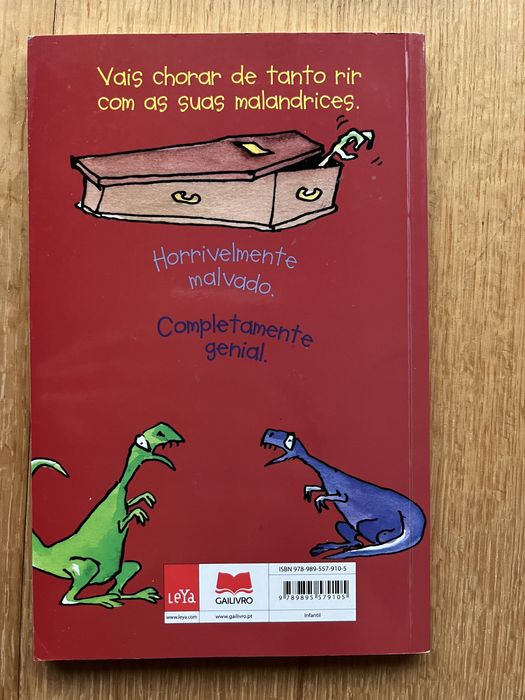 Vais chorar de tanto rir
com as suas malandrices.
Horrivelmente
malvado.
Completamente
genial.
ISBN 978-989-557-910-5
LeYa
GAILIVRO
9 789895 579105
www.leya.com
www.gailivro.pt
Infantil